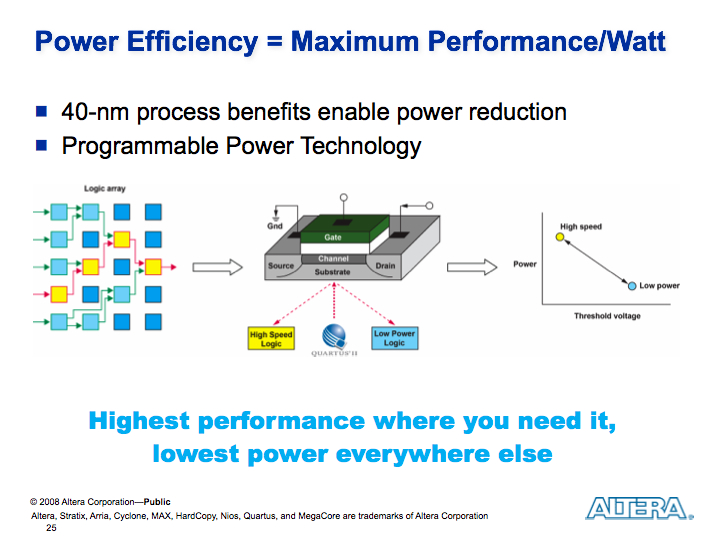 Power Efficiency = Maximum Performance/Watt
40-nm process benefits enable power reduction
Programmable Power Technology
Logic array
Gnd
Gate
Channel
Source
Substrate
Drain
High Speed
Logic
QUARTUS II
Low Power
Logic
Power
High speed
Low power
Threshold voltage
Highest performance where you need it,
lowest power everywhere else
© 2008 Altera Corporation—Public
Altera, Stratix, Arria, Cyclone, MAX, HardCopy, Nios, Quartus, and MegaCore are trademarks of Altera Corporation
25
ALTERA®